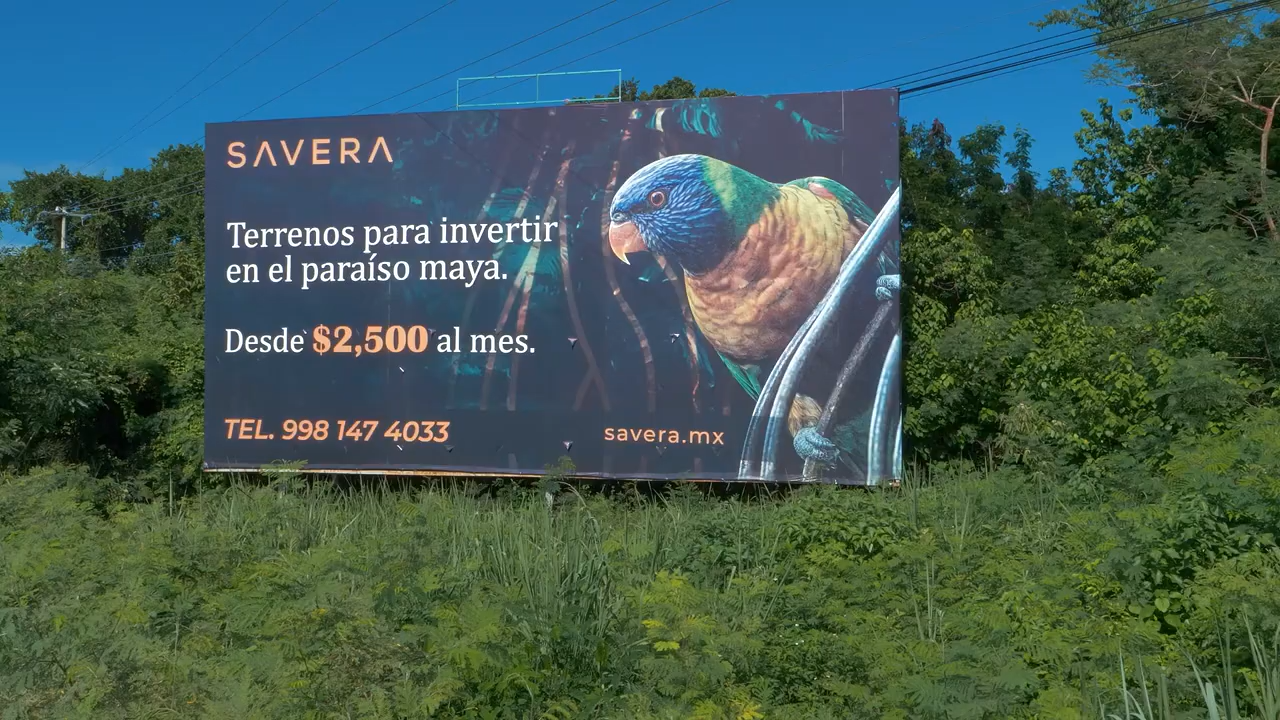 SAVERA
Terrenos para invertir
en el paraíso maya.
Desde $2,500 al mes.
TEL. 998 147 4033
savera.mx